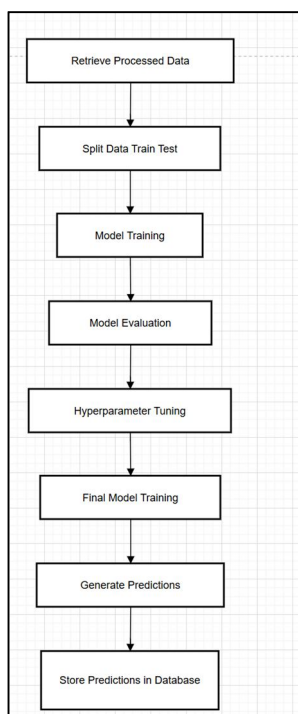 Retrieve Processed Data
Split Data Train Test
Model Training
Model Evaluation
Hyperparameter Tuning
Final Model Training
Generate Predictions
Store Predictions in Database